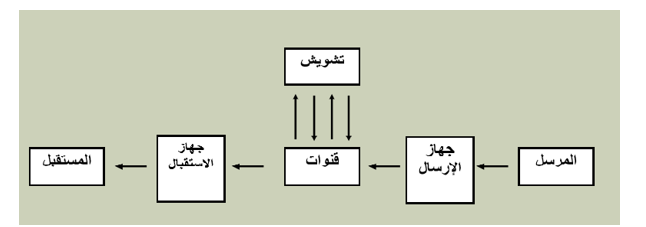 تشويش
المرسل
جهاز
الإرسال
قنوات
جهاز
الاستقبال
المستقبل